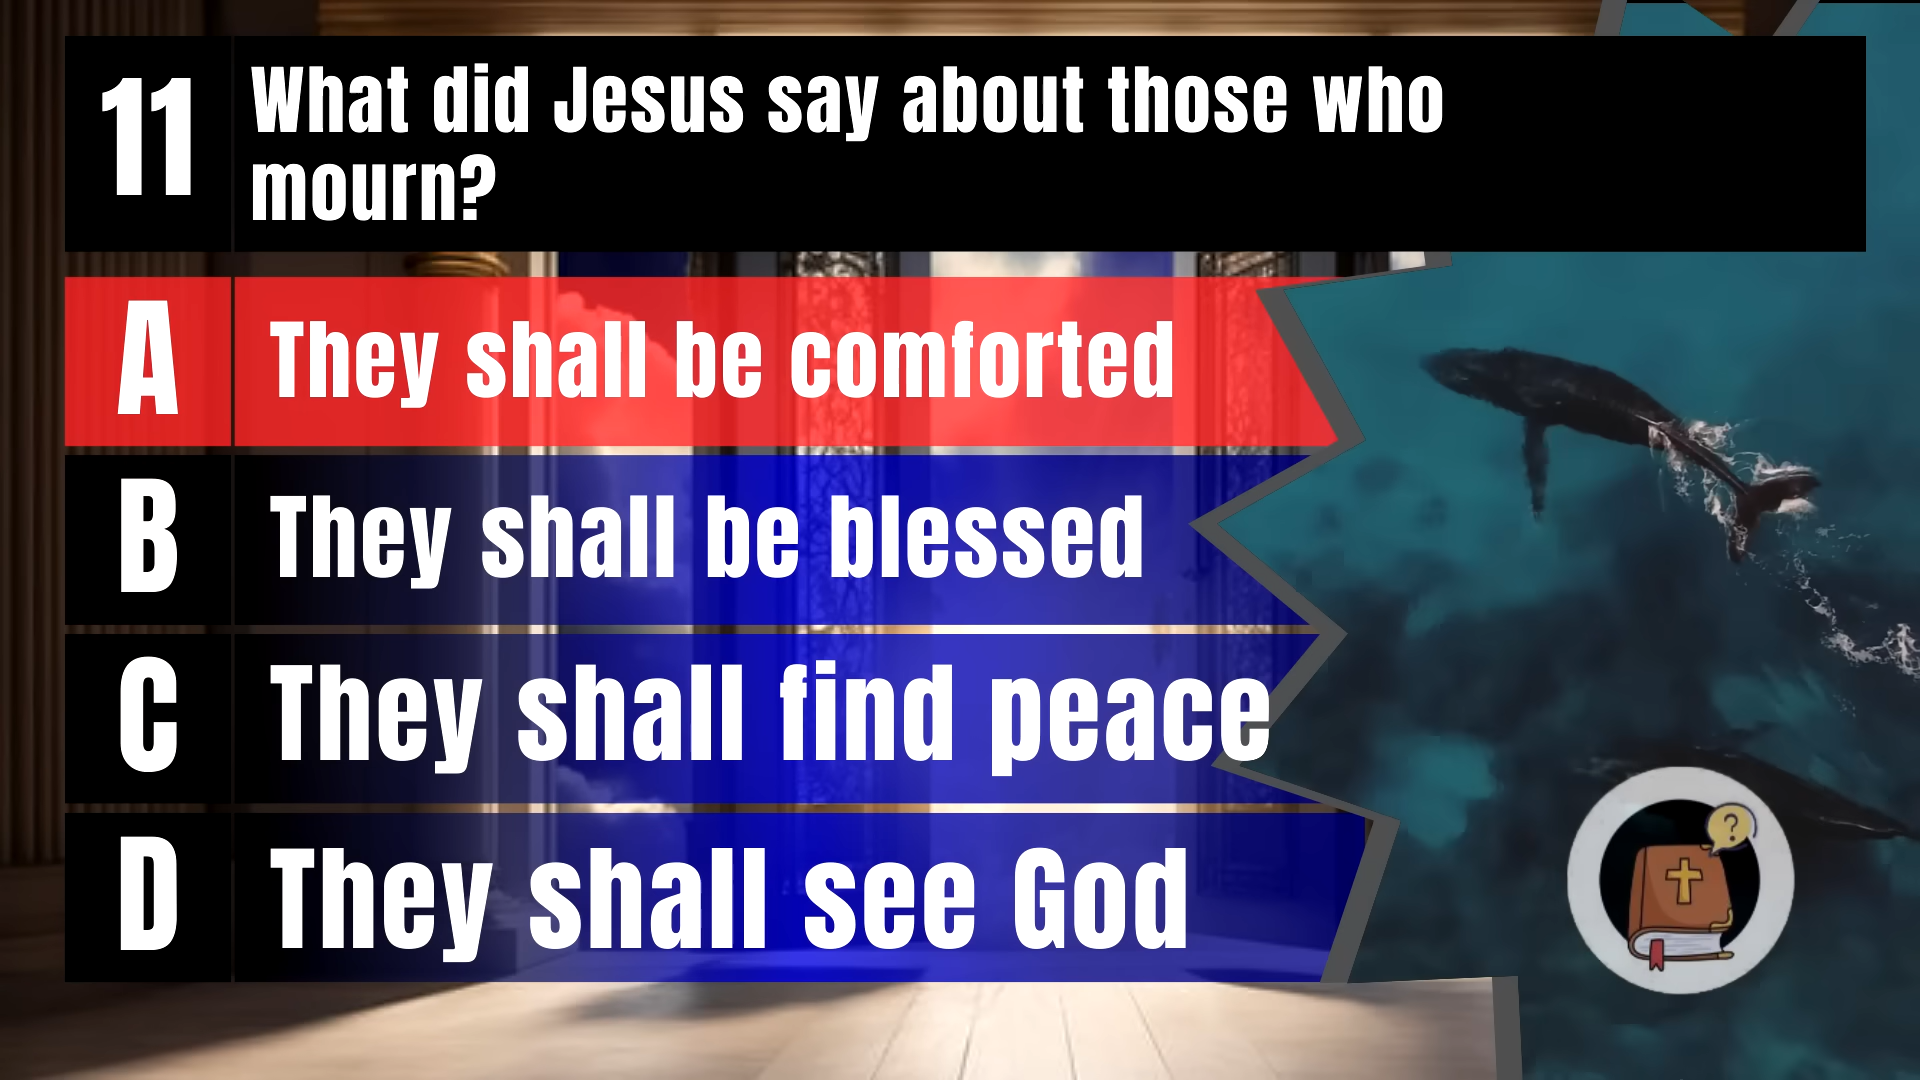 11
What did Jesus say about those who
mourn?
A
They shall be comforted
B
They shall be blessed
C
They shall find peace
D
They shall see God
?